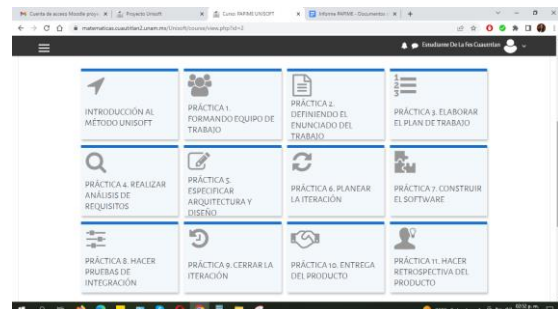 Cuenta de acceso Moodle proye
Proyecto Unisoft
Curso: PAPIME UNISOFT
Informe PAPIME - Documentos
matematicas.cuautitlan2.unam.mx/Unisoft/course/view.php?id=2
Estudiante De La Fes Cuautitlan
INTRODUCCIÓN AL
MÉTODO UNISOFT
PRÁCTICA 1.
FORMANDO EQUIPO DE
TRABAJO
PRÁCTICA 2.
DEFINIENDO EL
ENUNCIADO DEL
TRABAJO
PRÁCTICA 3. ELABORAR
EL PLAN DE TRABAJO
PRÁCTICA 4. REALIZAR
ANÁLISIS DE
REQUISITOS
PRÁCTICA 5.
ESPECIFICAR
ARQUITECTURA Y
DISEÑO
PRÁCTICA 6. PLANEAR
LA ITERACIÓN
PRÁCTICA 7. CONSTRUIR
EL SOFTWARE
PRÁCTICA 8. HACER
PRUEBAS DE
INTEGRACIÓN
PRÁCTICA 9. CERRAR LA
ITERACIÓN
PRÁCTICA 10. ENTREGA
DEL PRODUCTO
PRÁCTICA 11. HACER
RETROSPECTIVA DEL
PRODUCTO